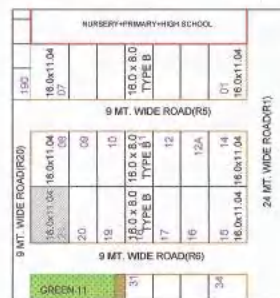 NURSERY+PRIMARY+HIGH SCHOOL
19C
16.0x11.04
07
16.0 x 8.0
TYPE B
01
16.0x11.04
9 MT. WIDE ROAD(R5)
24 MT. WIDE ROAD(R1)
9 MT. WIDE ROAD(R20)
16.0x11.04
08
09
10
16.0 x 8.0
TYPE B
12
12A
14
16.0x11.04
16.0x11.04
20
19
16.0 x 8.0
TYPE B
17
16
15
16.0x11.04
9 MT. WIDE ROAD(R6)
GREEN-11
31
34